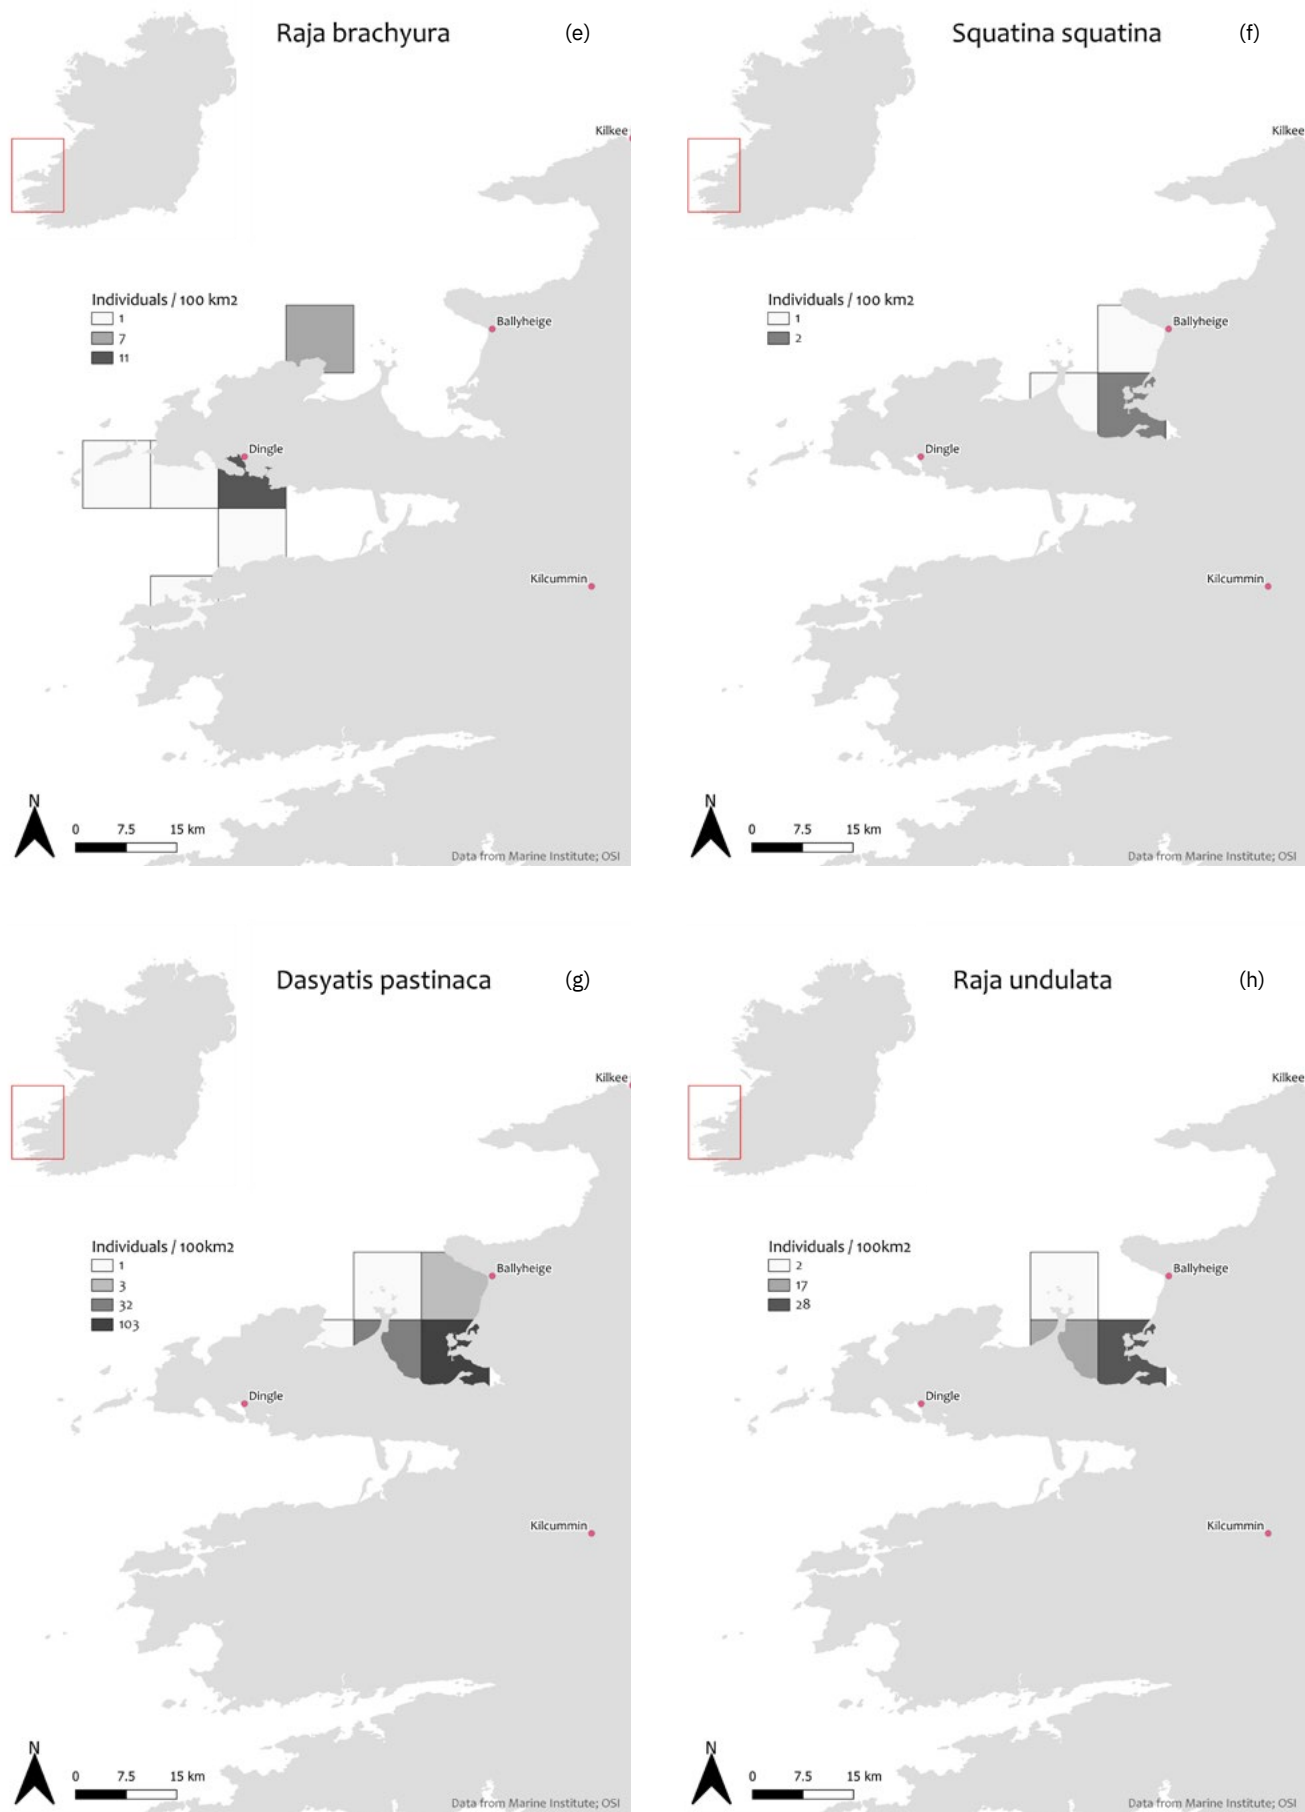 Raja brachyura (e)
Kilkee
Individuals / 100 km2
1
7
11
Ballyheige
Dingle
Kilcummin
N
0 7.5 15 km
Data from Marine Institute; OSI
Squatina squatina (f)
Kilkee
Individuals / 100 km2
1
2
Ballyheige
Dingle
Kilcummin
N
0 7.5 15 km
Data from Marine Institute; OSI
Dasyatis pastinaca (g)
Kilkee
Individuals / 100km2
1
3
32
103
Ballyheige
Dingle
Kilcummin
N
0 7.5 15 km
Data from Marine Institute; OSI
Raja undulata (h)
Kilkee
Individuals / 100km2
2
17
28
Ballyheige
Dingle
Kilcummin
N
0 7.5 15 km
Data from Marine Institute; OSI